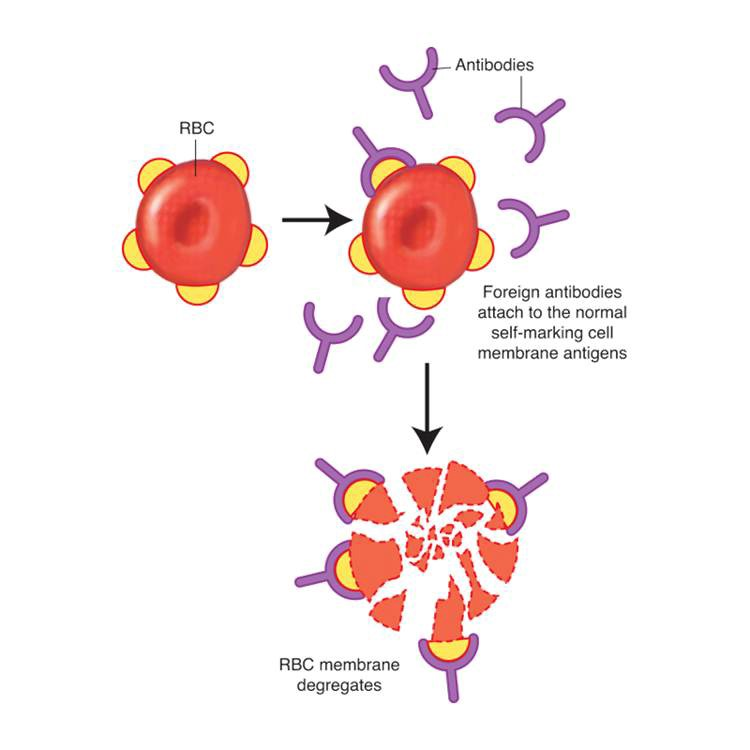 Antibodies
RBC
Foreign antibodies
attach to the normal
self-marking cell
membrane antigens
RBC membrane
degregates